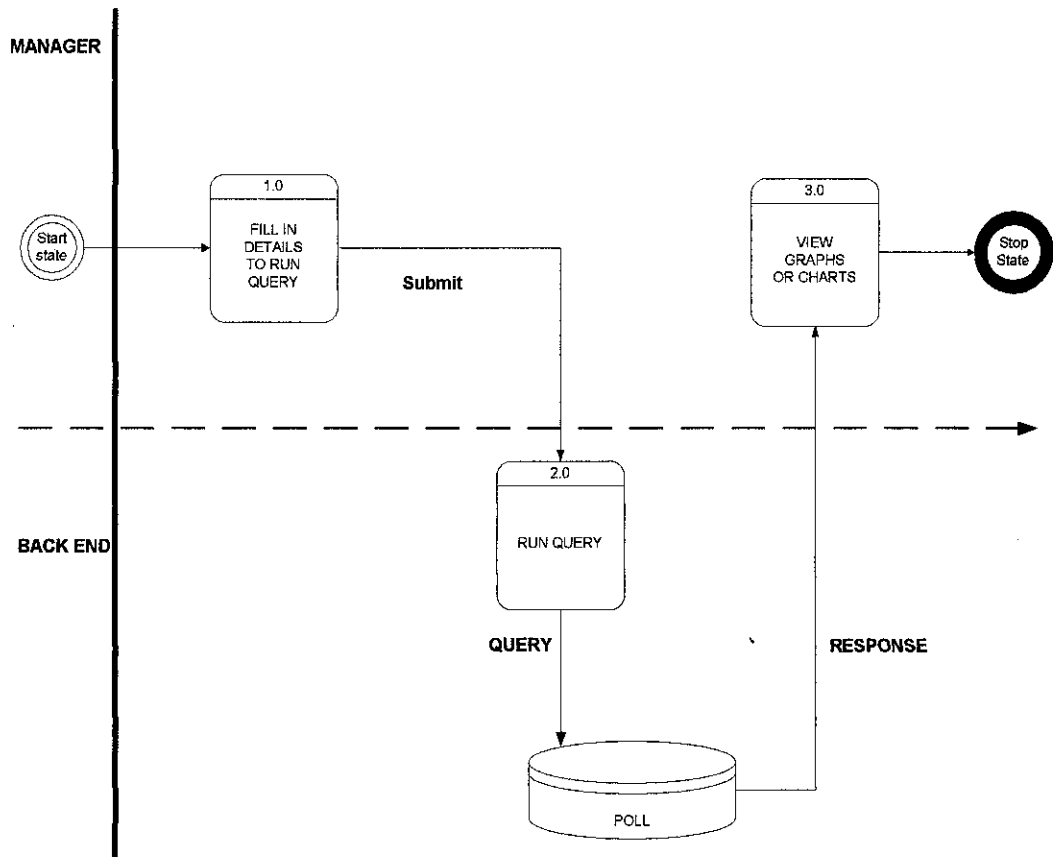 MANAGER
Start
state
1.0
FILL IN
DETAILS
TO RUN
QUERY
Submit
3.0
VIEW
GRAPHS
OR CHARTS
Stop
State
2.0
RUN QUERY
BACK END
QUERY
RESPONSE
POLL